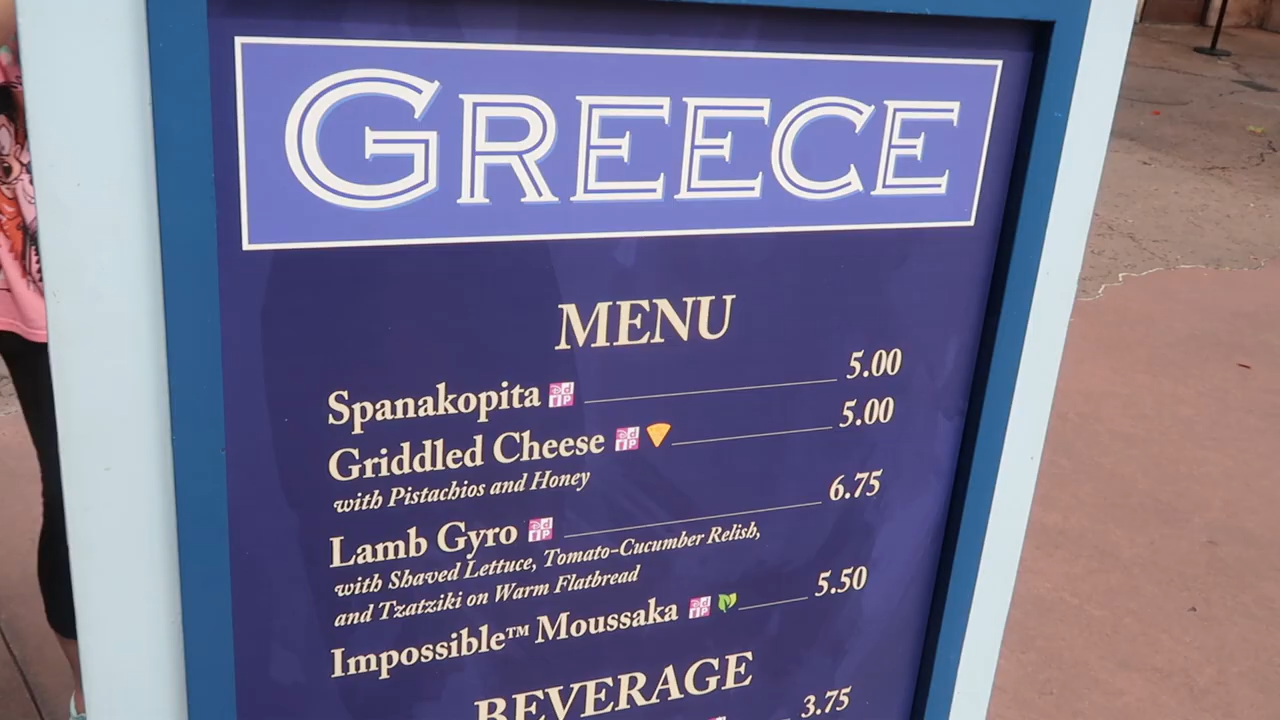 GREECE
MENU
Spanakopita 5.00
Griddled Cheese 5.00
with Pistachios and Honey
Lamb Gyro 6.75
with Shaved Lettuce, Tomato-Cucumber Relish,
and Tzatziki on Warm Flatbread
Impossible™ Moussaka 5.50
BEVERAGE
3.75